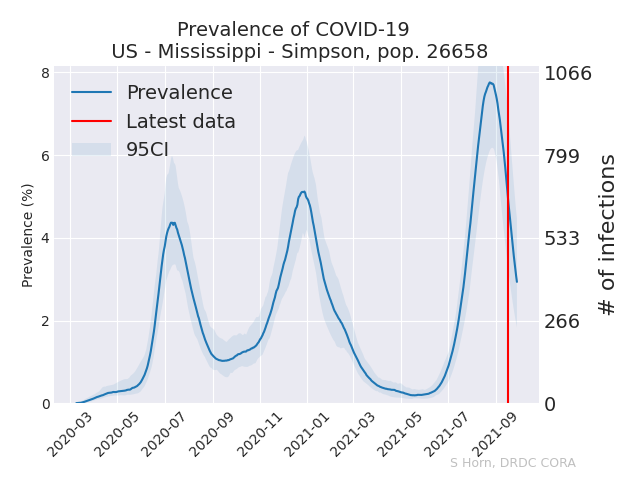 Prevalence of COVID-19
US - Mississippi - Simpson, pop. 26658
Prevalence
Latest data
95CI
Prevalence (%)
8
6
4
2
0
1066
799
533
266
0
# of infections
2020-03
2020-05
2020-07
2020-09
2020-11
2021-01
2021-03
2021-05
2021-07
2021-09
S Horn, DRDC CORA